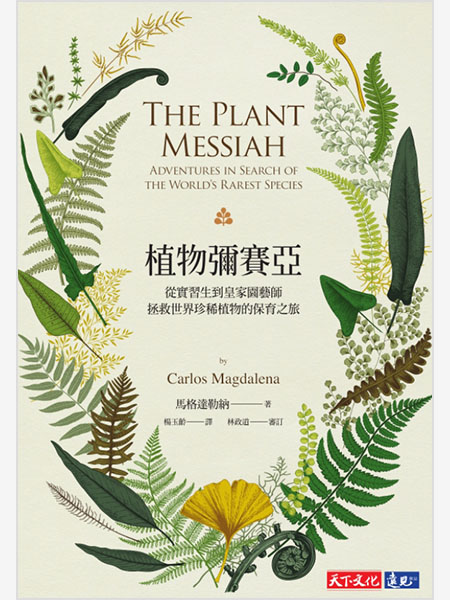 THE PLANT
MESSIAH
ADVENTURES IN SEARCH OF
THE WORLD'S RAREST SPECIES
植物彌賽亞
從實習生到皇家園藝師
拯救世界珍稀植物的保育之旅
by
Carlos Magdalena
馬格達勒納——著
楊玉齡——譯 林政道——審訂
天下文化 遠見